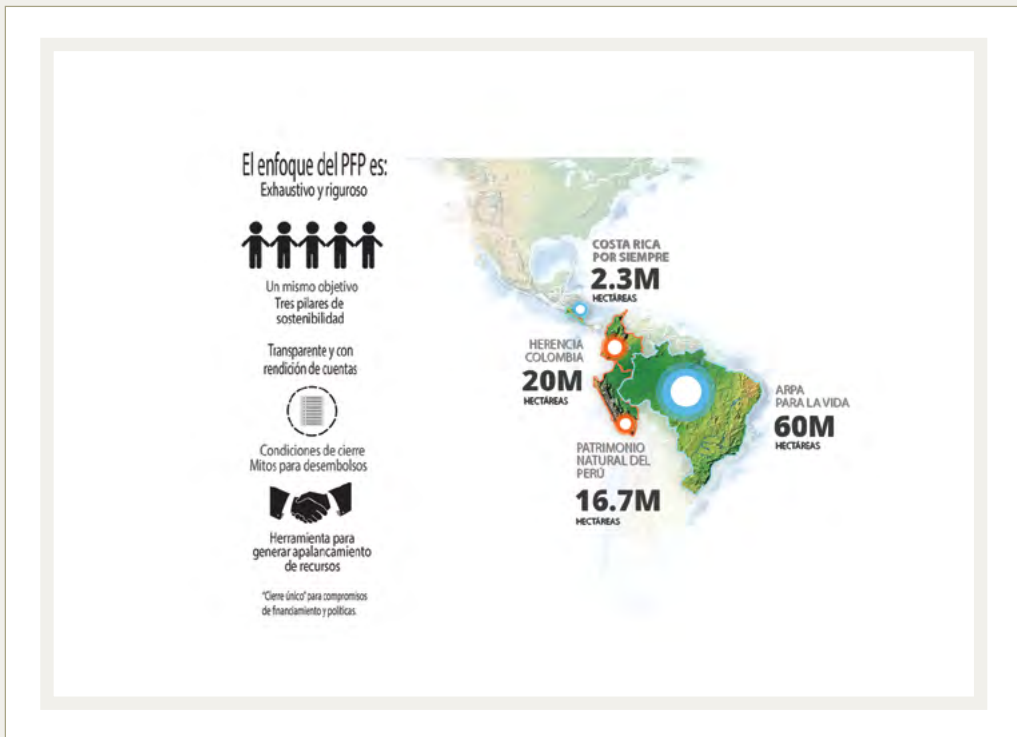 El enfoque del PFP es:
Exhaustivo y riguroso
Un mismo objetivo
Tres pilares de
sostenibilidad
Transparente y con
rendición de cuentas
Condiciones de cierre
Mitos para desembolsos
Herramienta para
generar apalancamiento
de recursos
"Cierre único" para compromisos
de financiamiento y políticas.
COSTA RICA
POR SIEMPRE
2.3M
HECTÁREAS
HERENCIA
COLOMBIA
20M
HECTÁREAS
ARPA
PARA LA VIDA
60M
HECTÁREAS
PATRIMONIO
NATURAL DEL
PERÚ
16.7M
HECTÁREAS